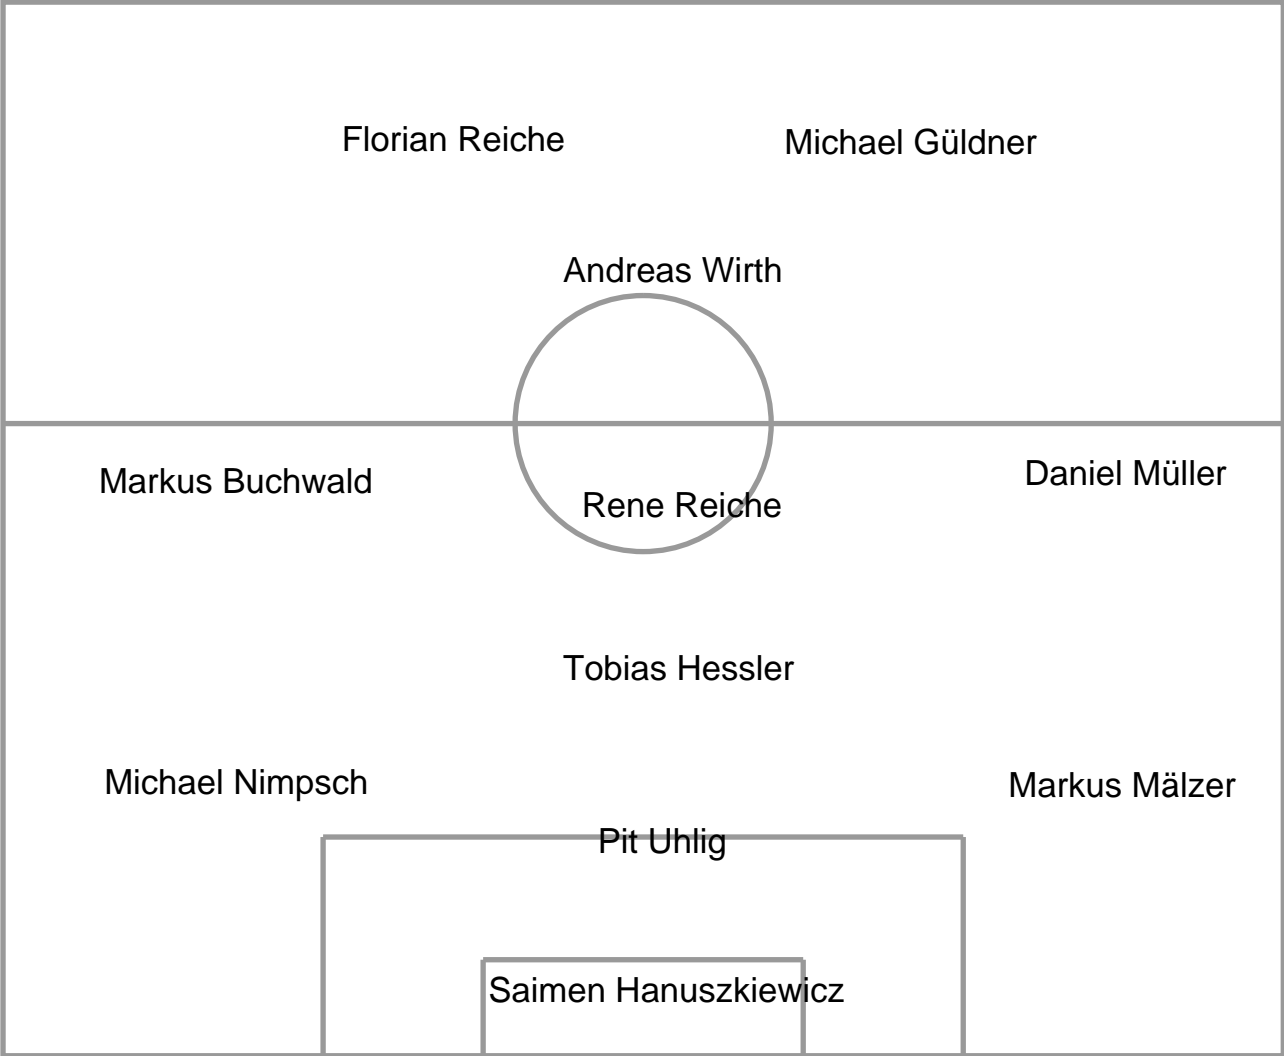 Florian Reiche
Michael Güldner
Andreas Wirth
Markus Buchwald
Daniel Müller
Rene Reiche
Tobias Hessler
Michael Nimpsch
Markus Mälzer
Pit Uhlig
Saimen Hanuszkiewicz